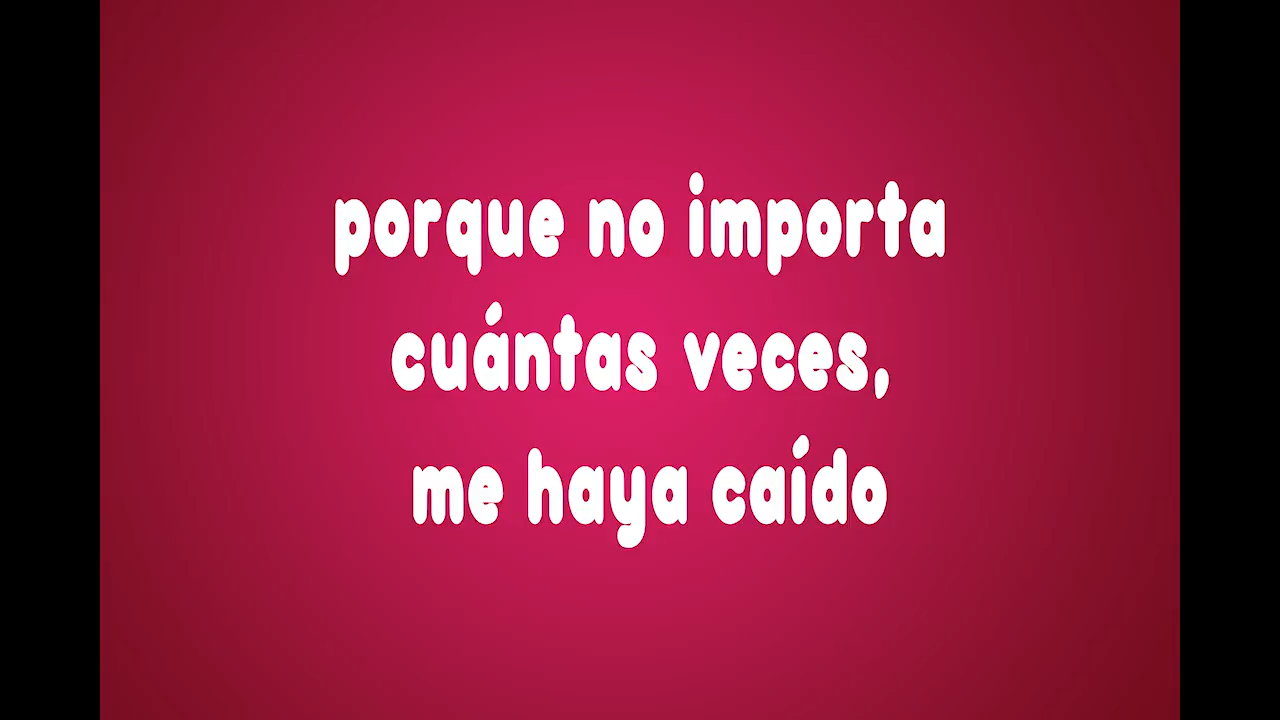 porque no importa
cuántas veces,
me haya caído